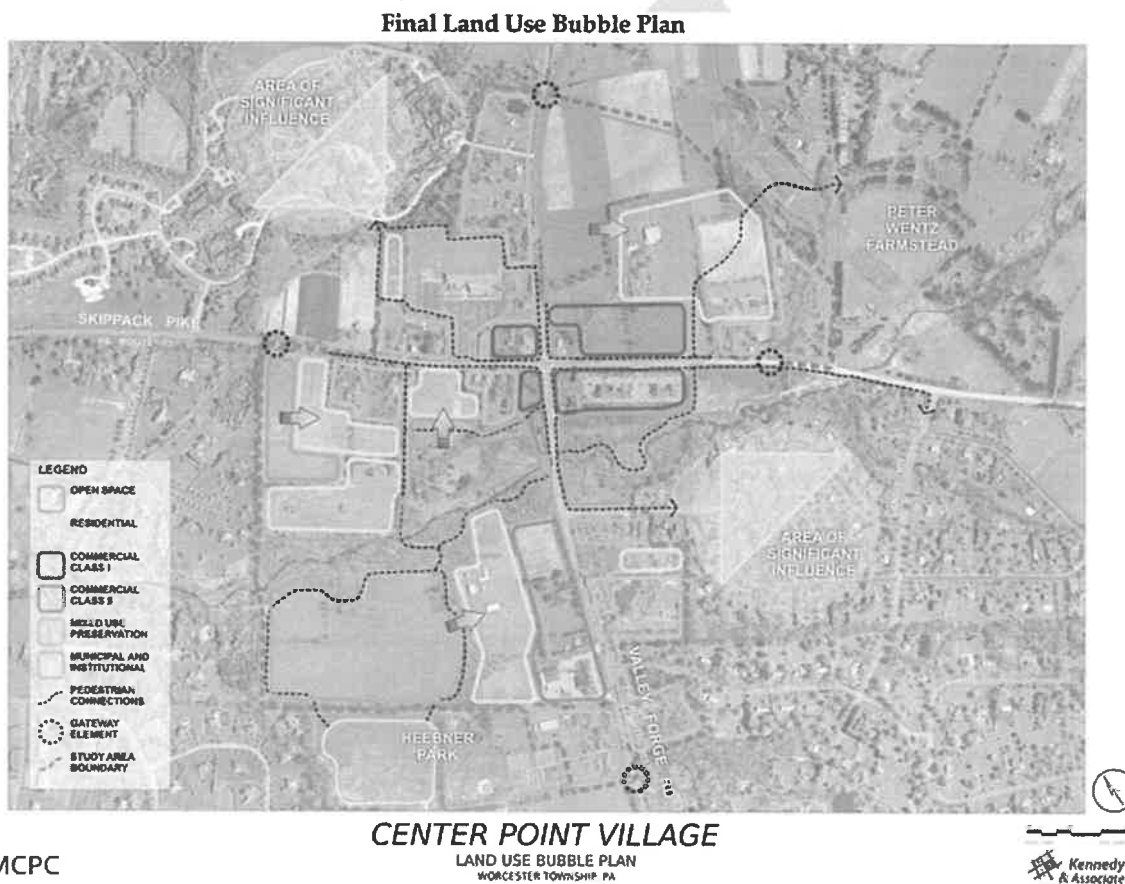 Final Land Use Bubble Plan
AREA OF
SIGNIFICANT
INFLUENCE
PETER
WENTZ
FARMSTEAD
SKIPPACK PIKE
LEGEND
OPEN SPACE
RESIDENTIAL
COMMERCIAL
CLASS I
COMMERCIAL
CLASS II
MIXED USE
PRESERVATION
MUNICIPAL AND
INSTITUTIONAL
PEDESTRIAN
CONNECTIONS
GATEWAY
ELEMENT
STUDY AREA
BOUNDARY
AREA OF
SIGNIFICANT
INFLUENCE
HEEBNER
PARK
VALLEY FORGE
CENTER POINT VILLAGE
LAND USE BUBBLE PLAN
WORCESTER TOWNSHIP PA
MCPC
Kennedy
& Associate